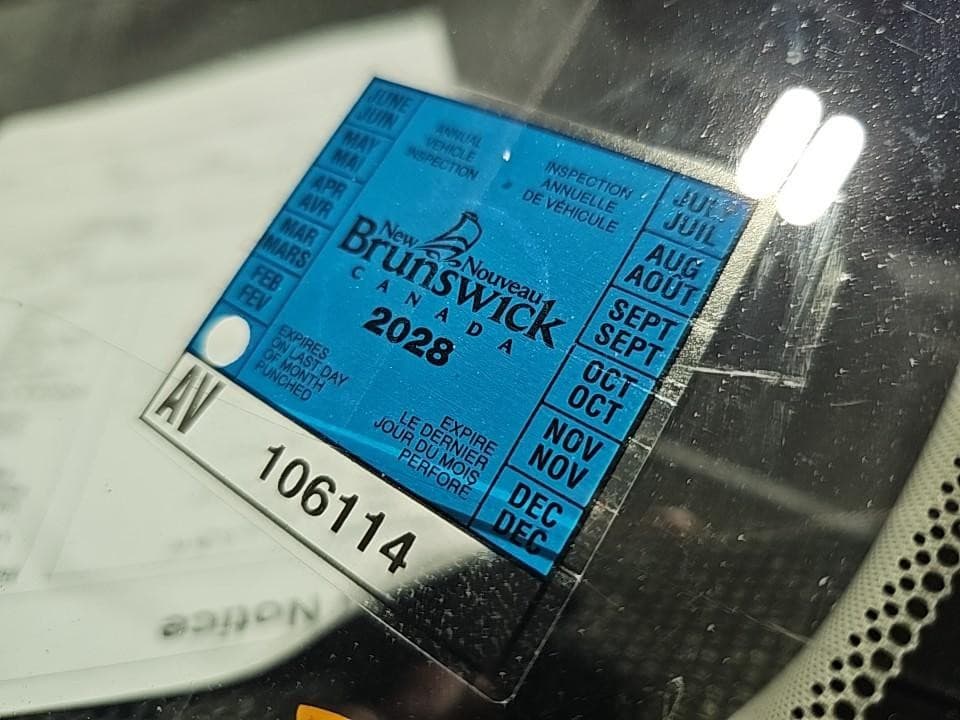 JUNE
JUIN
MAY
MAI
APR
AVR
MAR
MARS
FEB
FEV
ANNUAL
VEHICLE
INSPECTION
INSPECTION
ANNUELLE
DE VÉHICULE
New Nouveau
Brunswick
CANADA
2028
EXPIRES
ON LAST DAY
OF MONTH
PUNCHED
EXPIRE
LE DERNIER
JOUR DU MOIS
PERFORÉ
JULY
JUIL
AUG
AOÛT
SEPT
SEPT
OCT
OCT
NOV
NOV
DEC
DEC
AV 106114
Notice